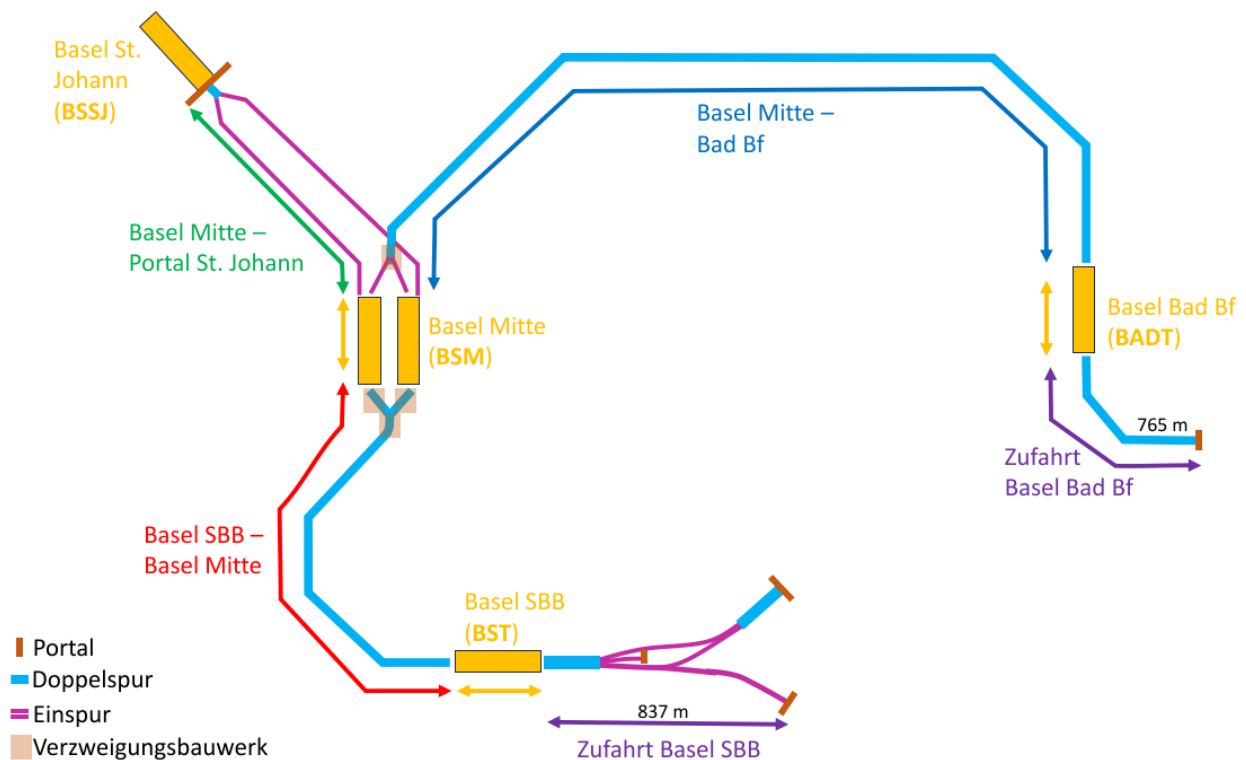 Basel St.
Johann
(BSSJ)
Basel Mitte –
Bad Bf
Basel Mitte –
Portal St. Johann
Basel Mitte
(BSM)
Basel Bad Bf
(BADT)
765 m
Zufahrt
Basel Bad Bf
Basel SBB –
Basel Mitte
Basel SBB
(BST)
Portal
Doppelspur
Einspur
Verzweigungsbauwerk
837 m
Zufahrt Basel SBB